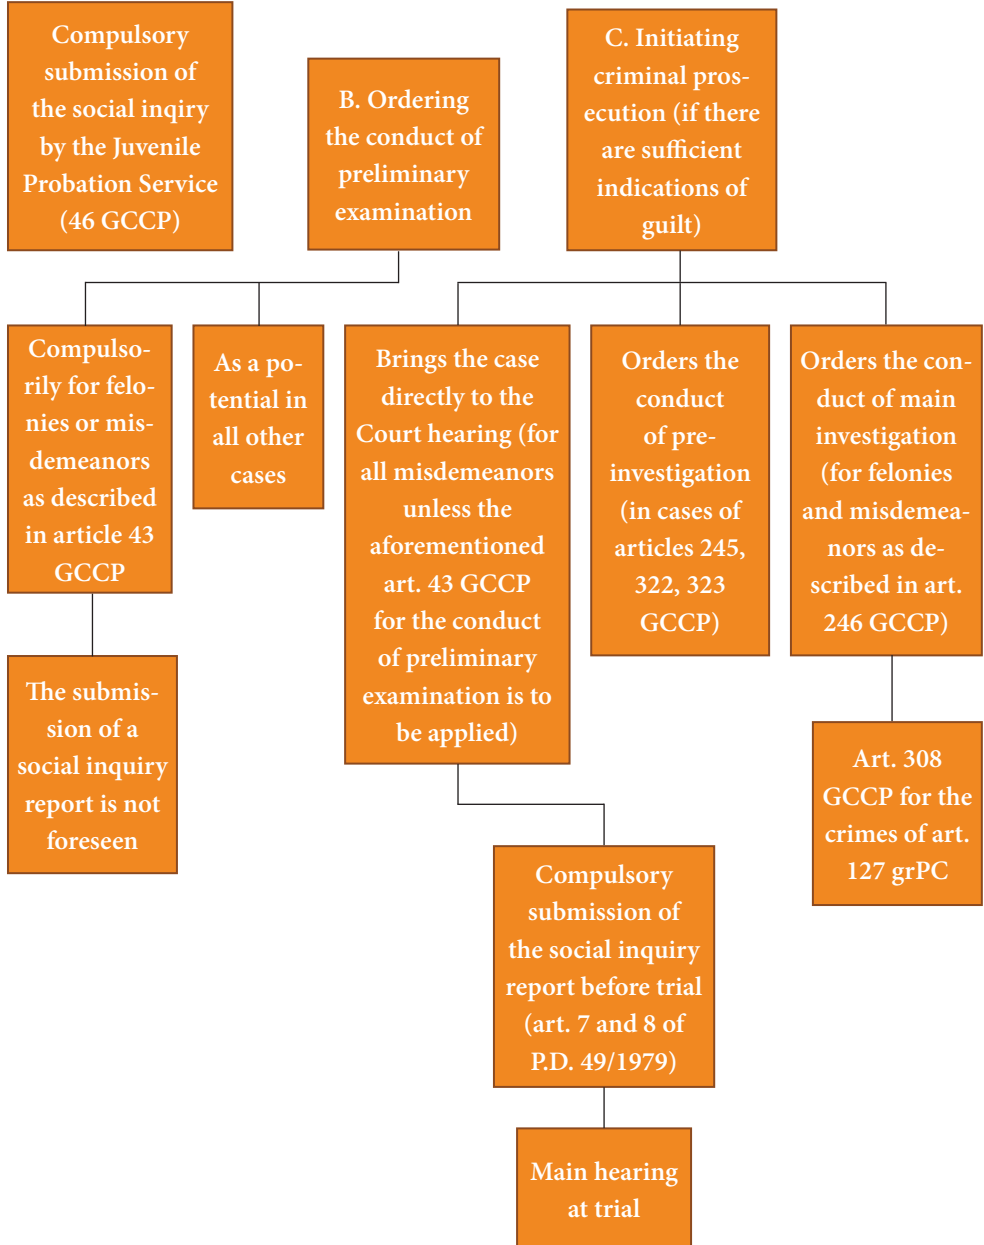 Compulsory
submission of
the social inqiry
by the Juvenile
Probation Service
(46 GCCP)
B. Ordering
the conduct of
preliminary
examination
C. Initiating
criminal pros-
ecution (if there
are sufficient
indications of
guilt)
Compulso-
rily for felo-
nies or mis-
demeanors
as described
in article 43
GCCP
As a po-
tential in
all other
cases
Brings the case
directly to the
Court hearing (for
all misdemeanors
unless the
aforementioned
art. 43 GCCP
for the conduct
of preliminary
examination is to
be applied)
Orders the
conduct
of pre-
investigation
(in cases of
articles 245,
322, 323
GCCP)
Orders the con-
duct of main
investigation
(for felonies
and misdemea-
nors as de-
scribed in art.
246 GCCP)
The submis-
sion of a
social inquiry
report is not
foreseen
Art. 308
GCCP for the
crimes of art.
127 grPC
Compulsory
submission of
the social inquiry
report before trial
(art. 7 and 8 of
P.D. 49/1979)
Main hearing
at trial